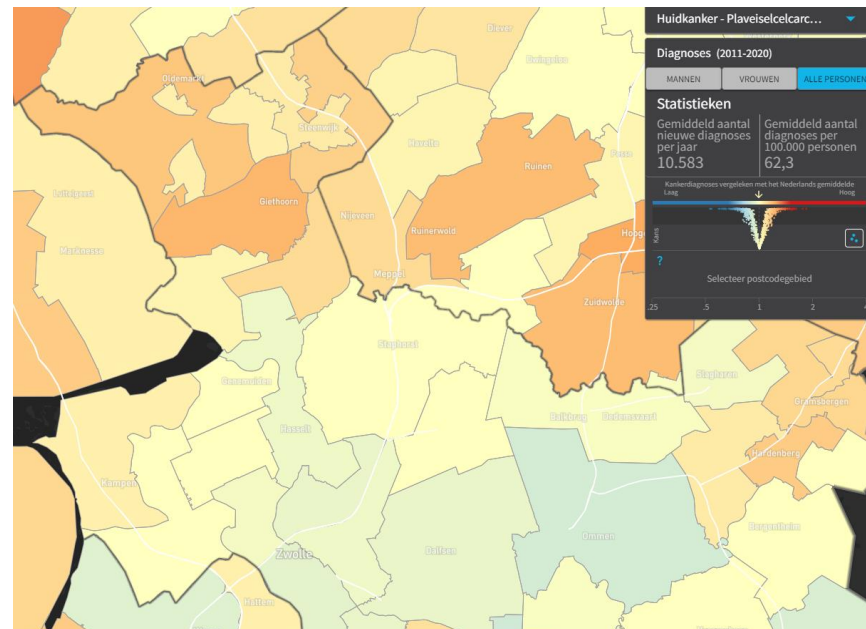 Huidkanker - Plaveiselcelcarc...
Diagnoses (2011-2020)
MANNEN
VROUWEN
ALLE PERSONEN
Statistieken
Gemiddeld aantal
nieuwe diagnoses
per jaar
10.583
Gemiddeld aantal
diagnoses per
100.000 personen
62,3
Kankerdiagnoses vergeleken met het Nederlands gemiddelde
Laag
Hoog
Kans
?
Selecteer postcodegebied
.25
.5
1
2
Diever
Dwingeloo
Oldemarkt
Steenwijk
Havelte
Ruinen
Luttelgeest
Giethoorn
Nijeveen
Ruinerwold
Marknesse
Meppel
Zuidwolde
Staphorst
Slagharen
Genemuiden
Gramsbergen
Balkbrug
Dedemsvaart
Hasselt
Hardenberg
Kampen
Bergentheim
Ommen
Dalfsen
Zwolle
Hattem